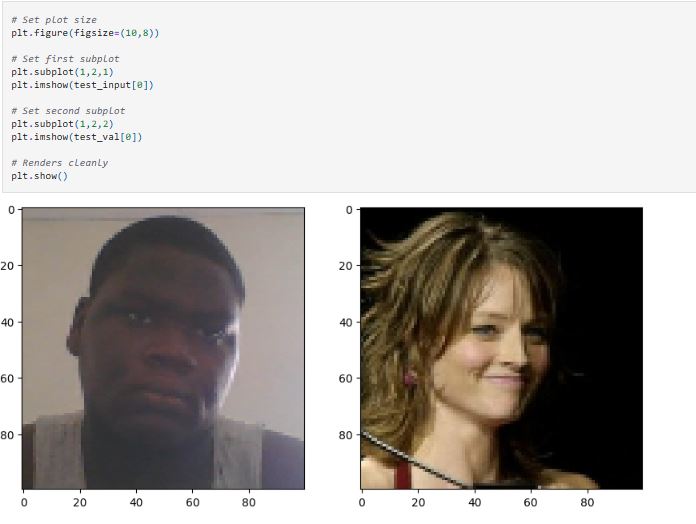 # Set plot size
plt.figure(figsize=(10,8))
# Set first subplot
plt.subplot(1,2,1)
plt.imshow(test_input[0])
# Set second subplot
plt.subplot(1,2,2)
plt.imshow(test_val[0])
# Renders cleanly
plt.show()
0
20
40
60
80
0 20 40 60 80
0
20
40
60
80
0 20 40 60 80